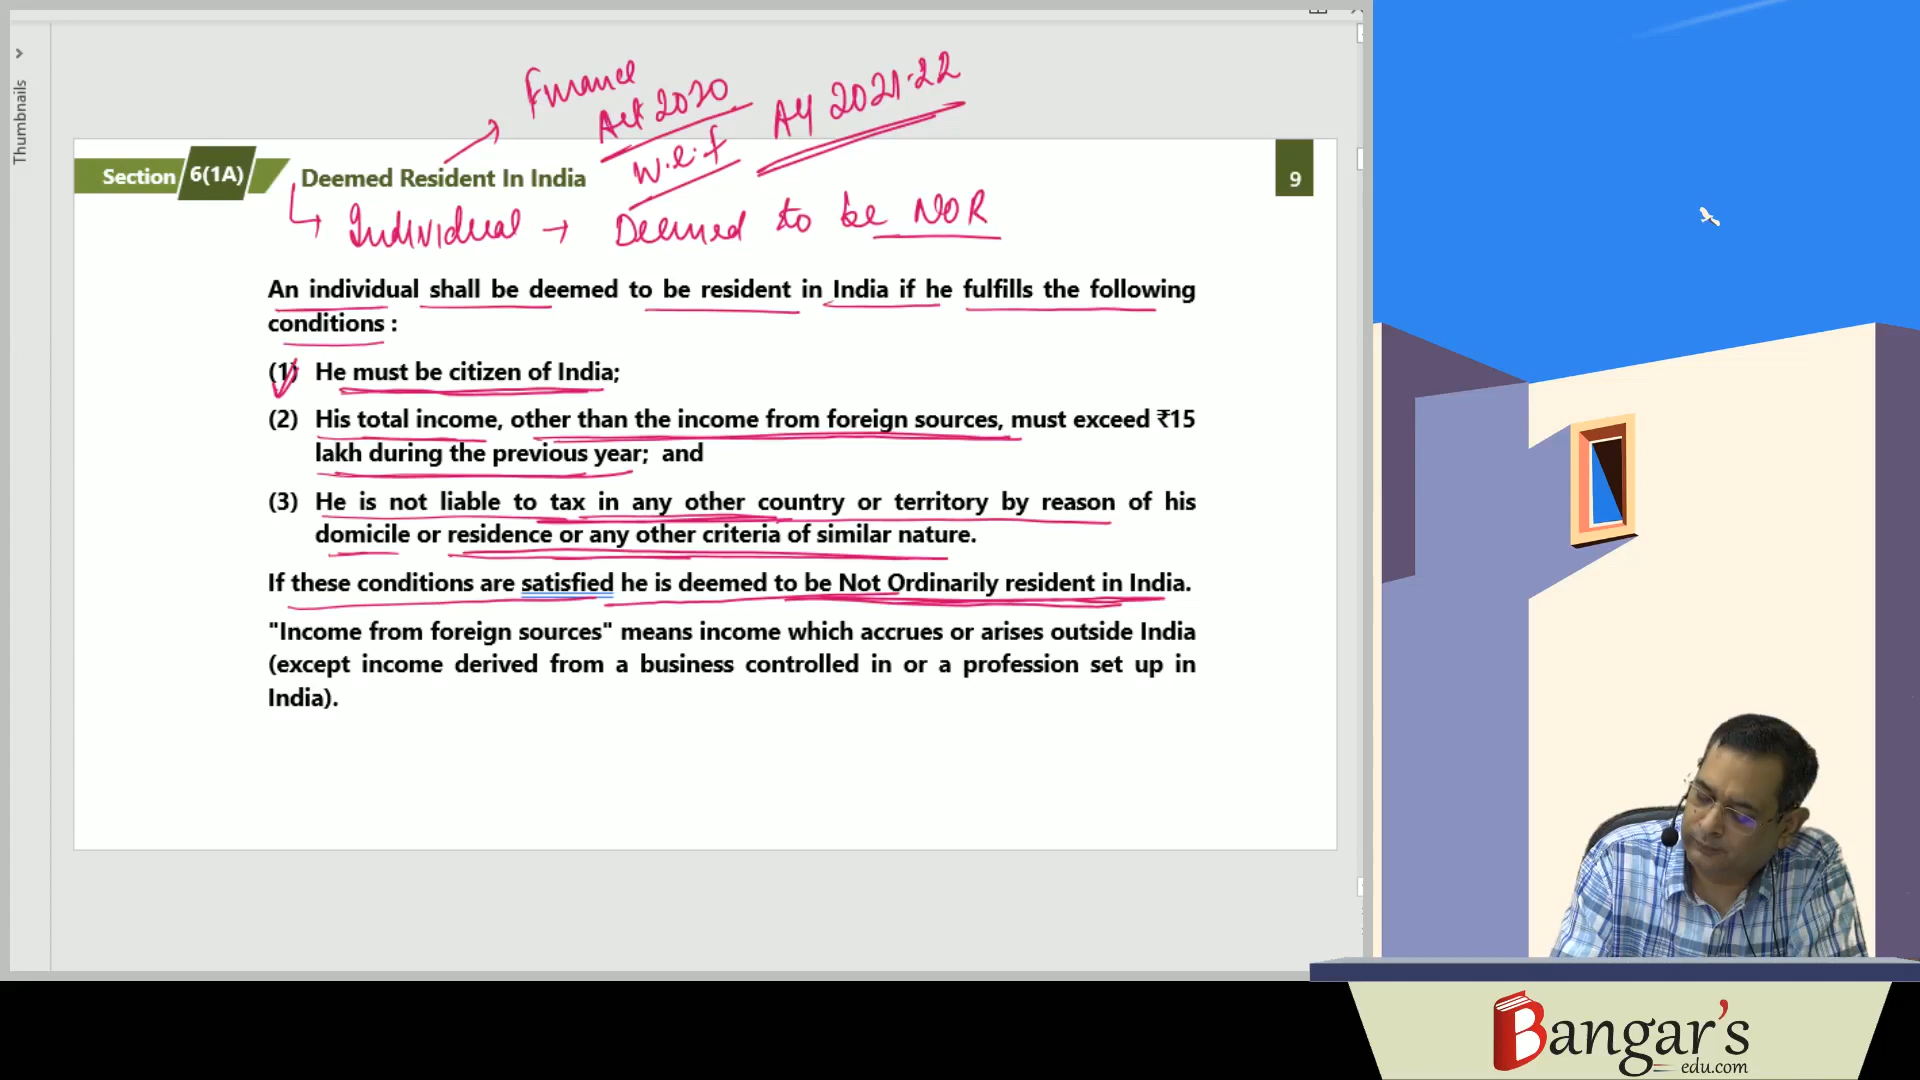 Thumbnails
Finance
Act 2020
w.e.f
AY 2021-22
Section 6(1A) Deemed Resident In India
9
Individual → Deemed to be NOR
An individual shall be deemed to be resident in India if he fulfills the following
conditions :
(1) He must be citizen of India;
(2) His total income, other than the income from foreign sources, must exceed ₹15
lakh during the previous year; and
(3) He is not liable to tax in any other country or territory by reason of his
domicile or residence or any other criteria of similar nature.
If these conditions are satisfied he is deemed to be Not Ordinarily resident in India.
"Income from foreign sources" means income which accrues or arises outside India
(except income derived from a business controlled in or a profession set up in
India).
Bangar's
edu.com